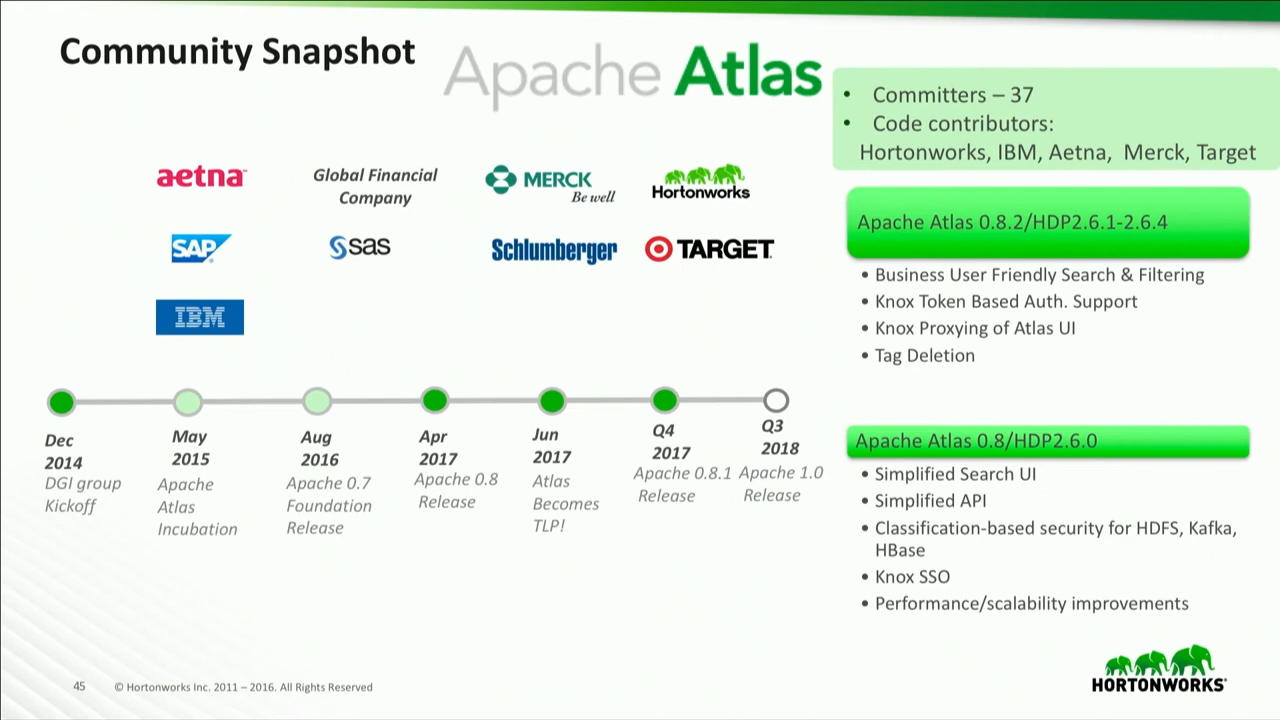 Community Snapshot
Apache Atlas
• Committers – 37
• Code contributors:
Hortonworks, IBM, Aetna, Merck, Target
aetna
Global Financial
Company
MERCK
Be well
Hortonworks
SAP
sas
Schlumberger
TARGET
IBM
Apache Atlas 0.8.2/HDP2.6.1-2.6.4
• Business User Friendly Search & Filtering
• Knox Token Based Auth. Support
• Knox Proxying of Atlas UI
• Tag Deletion
Dec
2014
DGI group
Kickoff
May
2015
Apache
Atlas
Incubation
Aug
2016
Apache 0.7
Foundation
Release
Apr
2017
Apache 0.8
Release
Jun
2017
Atlas
Becomes
TLP!
Q4
2017
Apache 0.8.1
Release
Q3
2018
Apache 1.0
Release
Apache Atlas 0.8/HDP2.6.0
• Simplified Search UI
• Simplified API
• Classification-based security for HDFS, Kafka,
HBase
• Knox SSO
• Performance/scalability improvements
45 © Hortonworks Inc. 2011 – 2016. All Rights Reserved
HORTONWORKS